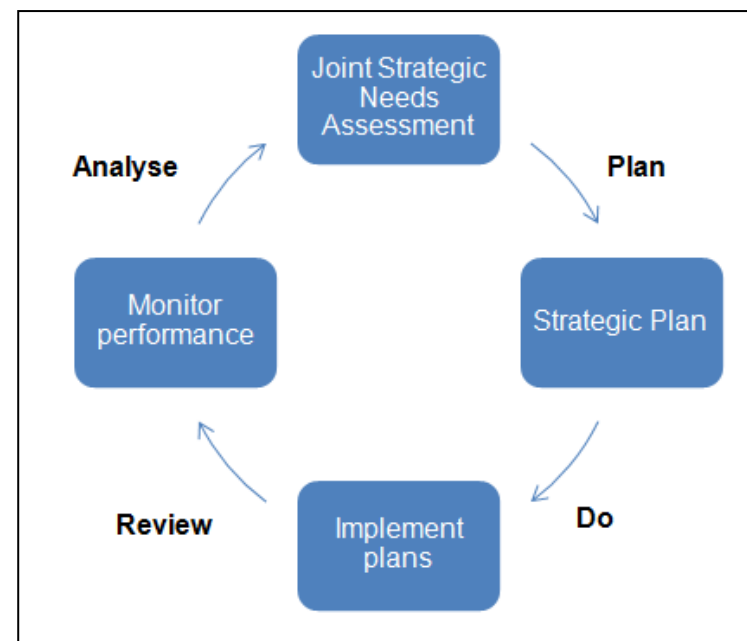 Joint Strategic
Needs
Assessment
Analyse
Plan
Monitor
performance
Strategic Plan
Review
Do
Implement
plans